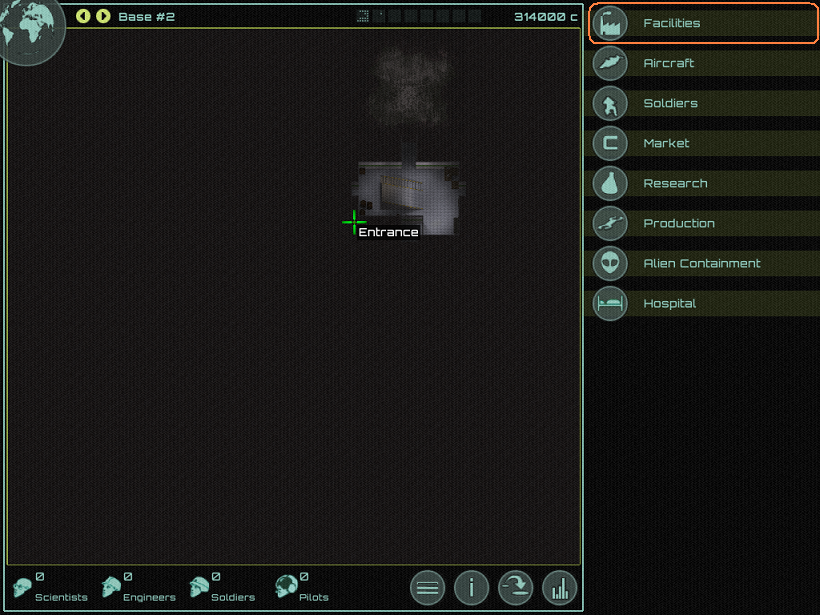 Base #2
314000 c
Entrance
Facilities
Aircraft
Soldiers
Market
Research
Production
Alien Containment
Hospital
0
Scientists
0
Engineers
0
Soldiers
0
Pilots